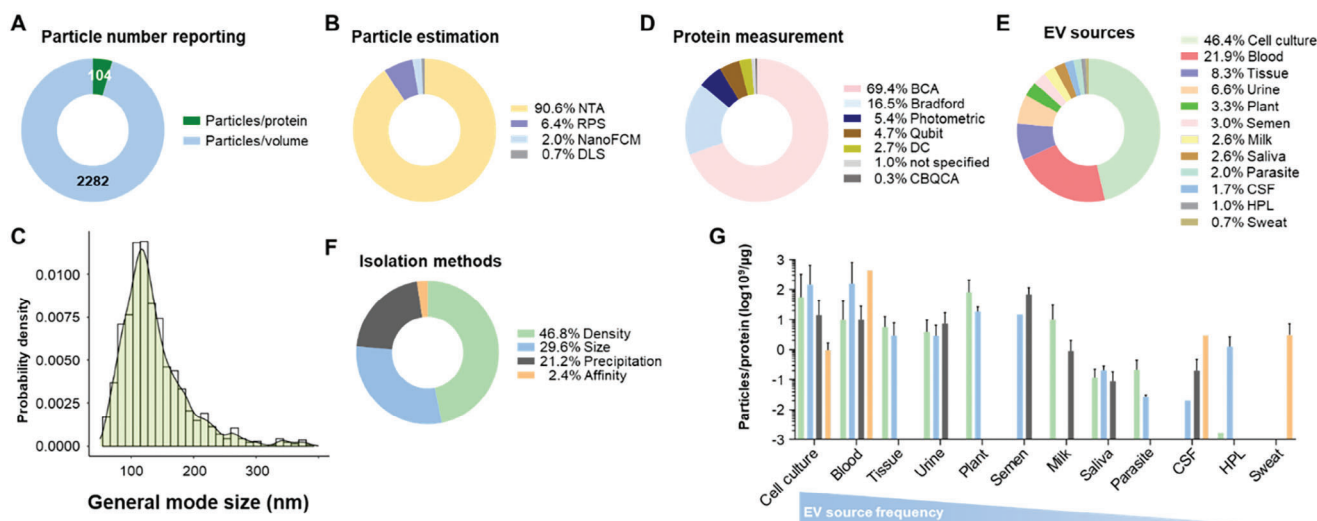 A
Particle number reporting
104
2282
Particles/protein
Particles/volume
B
Particle estimation
90.6% NTA
6.4% RPS
2.0% NanoFCM
0.7% DLS
D
Protein measurement
69.4% BCA
16.5% Bradford
5.4% Photometric
4.7% Qubit
2.7% DC
1.0% not specified
0.3% CBQCA
E
EV sources
46.4% Cell culture
21.9% Blood
8.3% Tissue
6.6% Urine
3.3% Plant
3.0% Semen
2.6% Milk
2.6% Saliva
2.0% Parasite
1.7% CSF
1.0% HPL
0.7% Sweat
C
Probability density
0.0100
0.0075
0.0050
0.0025
0.0000
100
200
300
General mode size (nm)
F
Isolation methods
46.8% Density
29.6% Size
21.2% Precipitation
2.4% Affinity
G
Particles/protein (log10⁹/µg)
3
2
1
0
-1
-2
-3
Cell culture
Blood
Tissue
Urine
Plant
Semen
Milk
Saliva
Parasite
CSF
HPL
Sweat
EV source frequency